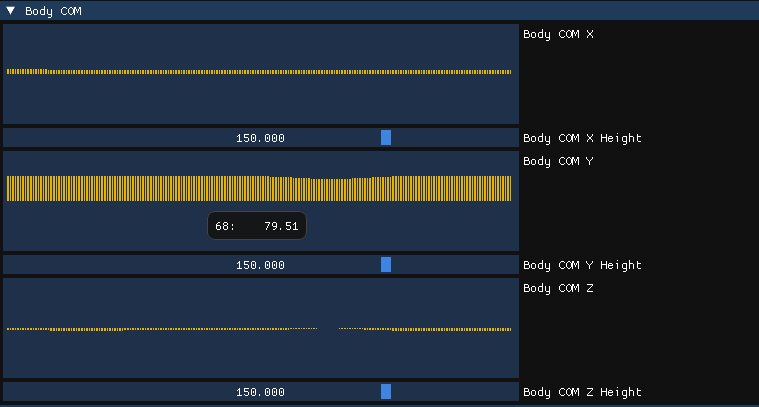 Body COM
Body COM X
150.000 Body COM X Height
Body COM Y
68: 79.51
150.000 Body COM Y Height
Body COM Z
150.000 Body COM Z Height